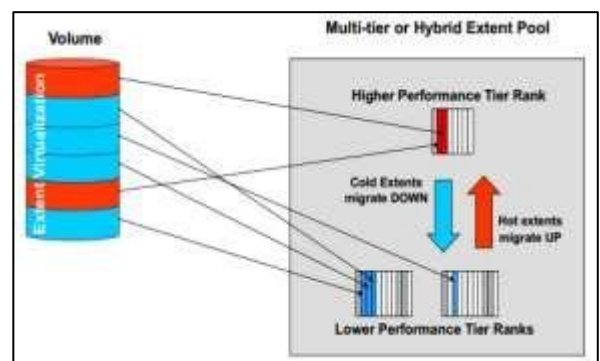 Volume
Multi-tier or Hybrid Extent Pool
Extent Virtualization
Higher Performance Tier Rank
Cold Extents
migrate DOWN
Hot extents
migrate UP
Lower Performance Tier Ranks